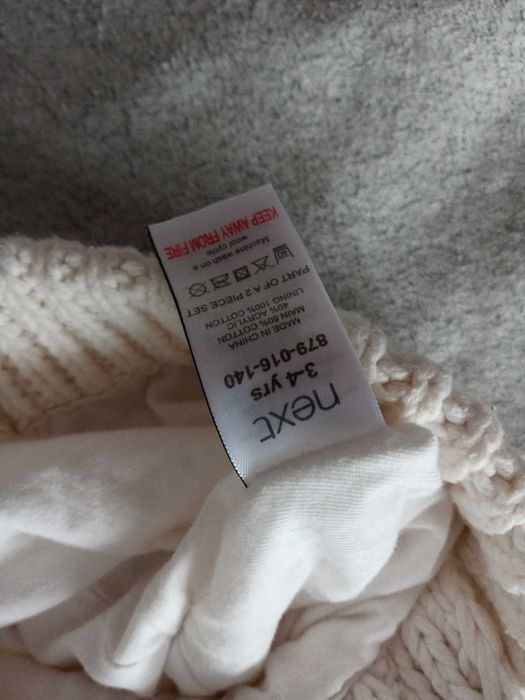 next
3-4 yrs
879-016-140
MADE IN CHINA
MAIN 60% COTTON
40% ACRYLIC
LINING 100% COTTON
PART OF A 2 PIECE SET
40
Machine wash on a
wool cycle
KEEP AWAY FROM FIRE